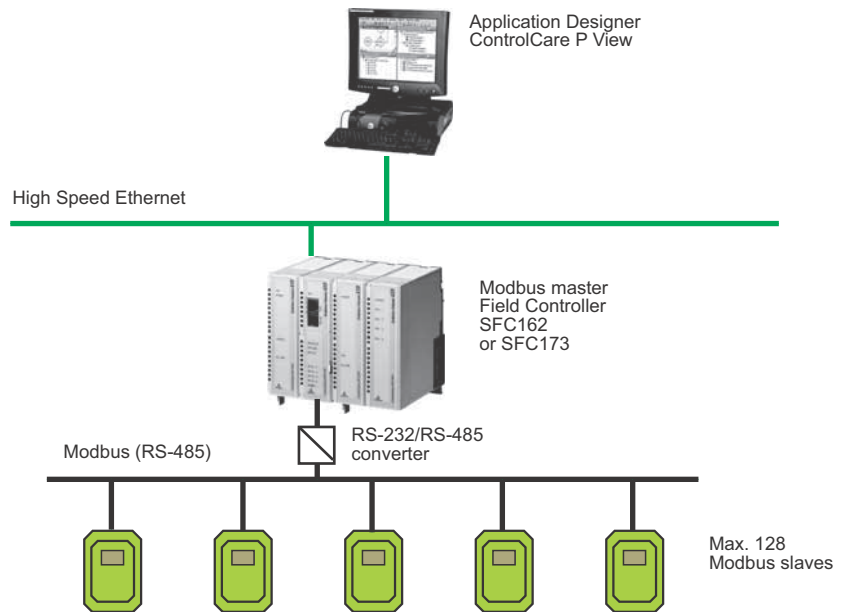 Application Designer
ControlCare P View
High Speed Ethernet
Modbus master
Field Controller
SFC162
or SFC173
RS-232/RS-485
converter
Modbus (RS-485)
Max. 128
Modbus slaves